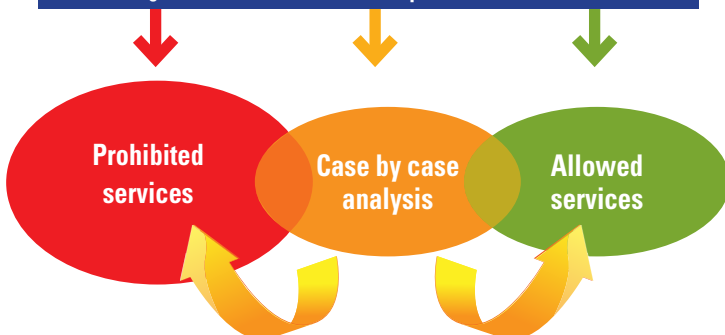 Prohibited
services
Case by case
analysis
Allowed
services